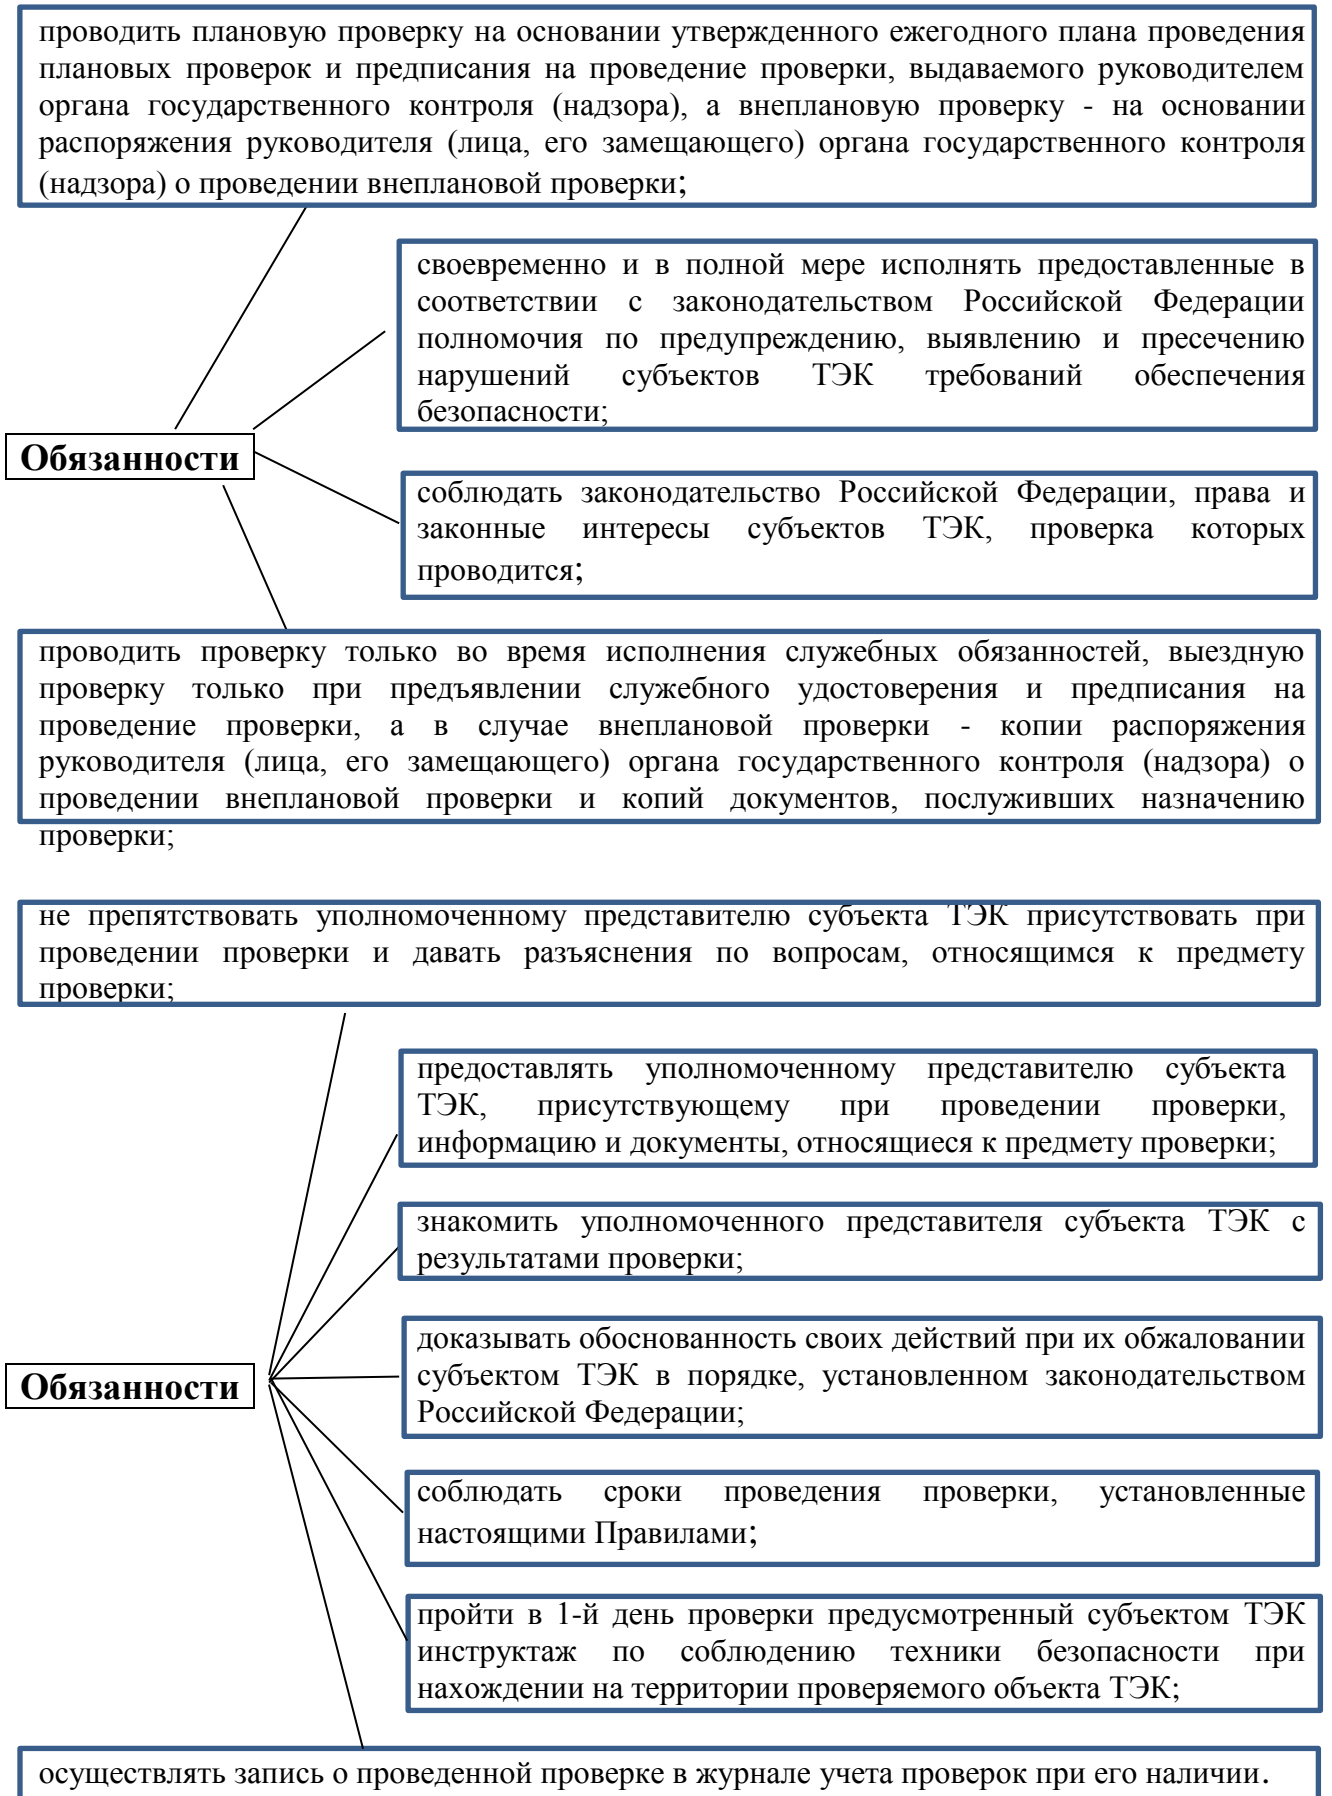 проводить плановую проверку на основании утвержденного ежегодного плана проведения
плановых проверок и предписания на проведение проверки, выдаваемого руководителем
органа государственного контроля (надзора), а внеплановую проверку - на основании
распоряжения руководителя (лица, его замещающего) органа государственного контроля
(надзора) о проведении внеплановой проверки;
своевременно и в полной мере исполнять предоставленные в
соответствии с законодательством Российской Федерации
полномочия по предупреждению, выявлению и пресечению
нарушений субъектов ТЭК требований обеспечения
безопасности;
Обязанности
соблюдать законодательство Российской Федерации, права и
законные интересы субъектов ТЭК, проверка которых
проводится;
проводить проверку только во время исполнения служебных обязанностей, выездную
проверку только при предъявлении служебного удостоверения и предписания на
проведение проверки, а в случае внеплановой проверки - копии распоряжения
руководителя (лица, его замещающего) органа государственного контроля (надзора) о
проведении внеплановой проверки и копий документов, послуживших назначению
проверки;
не препятствовать уполномоченному представителю субъекта ТЭК присутствовать при
проведении проверки и давать разъяснения по вопросам, относящимся к предмету
проверки;
предоставлять уполномоченному представителю субъекта
ТЭК, присутствующему при проведении проверки,
информацию и документы, относящиеся к предмету проверки;
знакомить уполномоченного представителя субъекта ТЭК с
результатами проверки;
доказывать обоснованность своих действий при их обжаловании
субъектом ТЭК в порядке, установленном законодательством
Российской Федерации;
Обязанности
соблюдать сроки проведения проверки, установленные
настоящими Правилами;
пройти в 1-й день проверки предусмотренный субъектом ТЭК
инструктаж по соблюдению техники безопасности при
нахождении на территории проверяемого объекта ТЭК;
осуществлять запись о проведенной проверке в журнале учета проверок при его наличии.